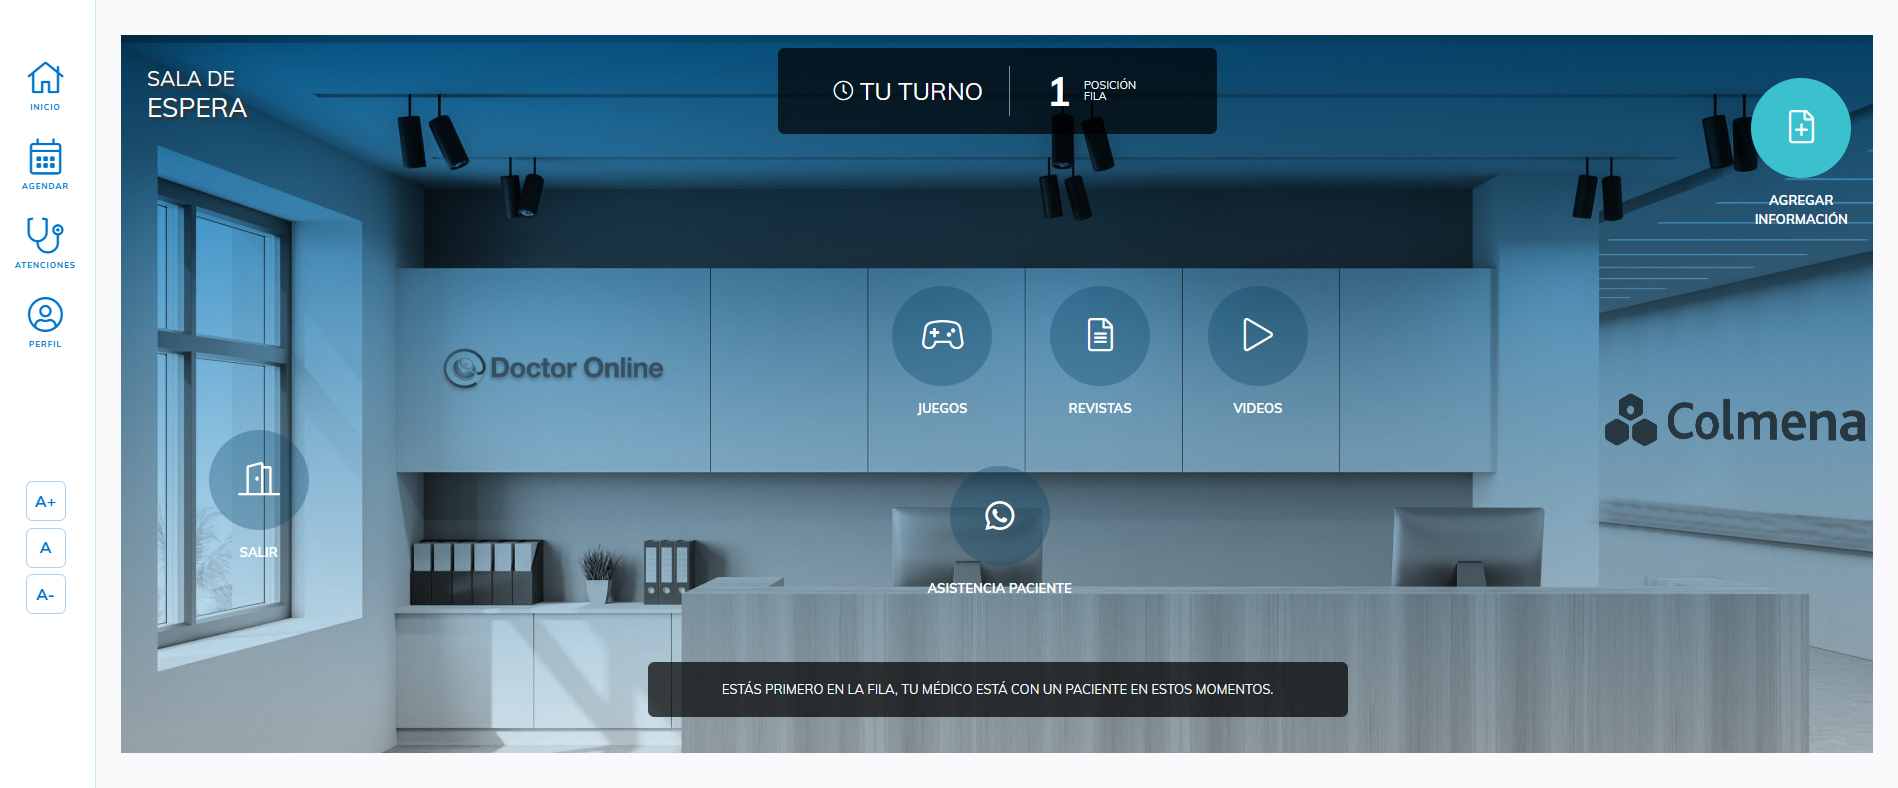 INICIO
AGENDAR
ATENCIONES
PERFIL
A+
A
A-
SALA DE
ESPERA
TU TURNO
1
POSICIÓN
FILA
AGREGAR
INFORMACIÓN
Doctor Online
JUEGOS
REVISTAS
VIDEOS
Colmena
SALIR
ASISTENCIA PACIENTE
ESTÁS PRIMERO EN LA FILA, TU MÉDICO ESTÁ CON UN PACIENTE EN ESTOS MOMENTOS.